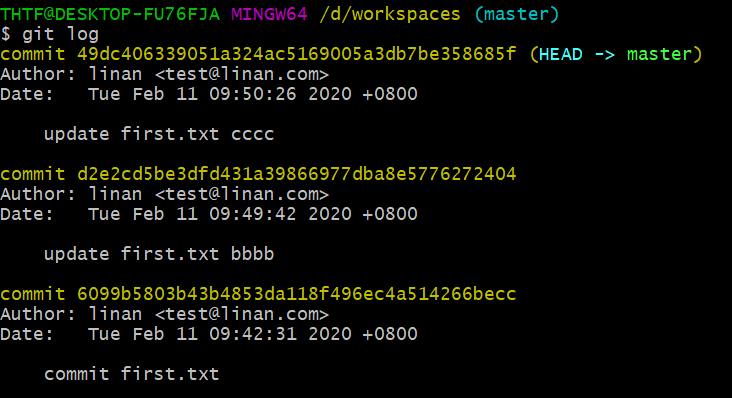 THTF@DESKTOP-FU76FJA MINGW64 /d/workspaces (master)
$ git log
commit 49dc406339051a324ac5169005a3db7be358685f (HEAD -> master)
Author: linan <test@linan.com>
Date:   Tue Feb 11 09:50:26 2020 +0800
    update first.txt cccc
commit d2e2cd5be3dfd431a39866977dba8e5776272404
Author: linan <test@linan.com>
Date:   Tue Feb 11 09:49:42 2020 +0800
    update first.txt bbbb
commit 6099b5803b43b4853da118f496ec4a514266becc
Author: linan <test@linan.com>
Date:   Tue Feb 11 09:42:31 2020 +0800
    commit first.txt